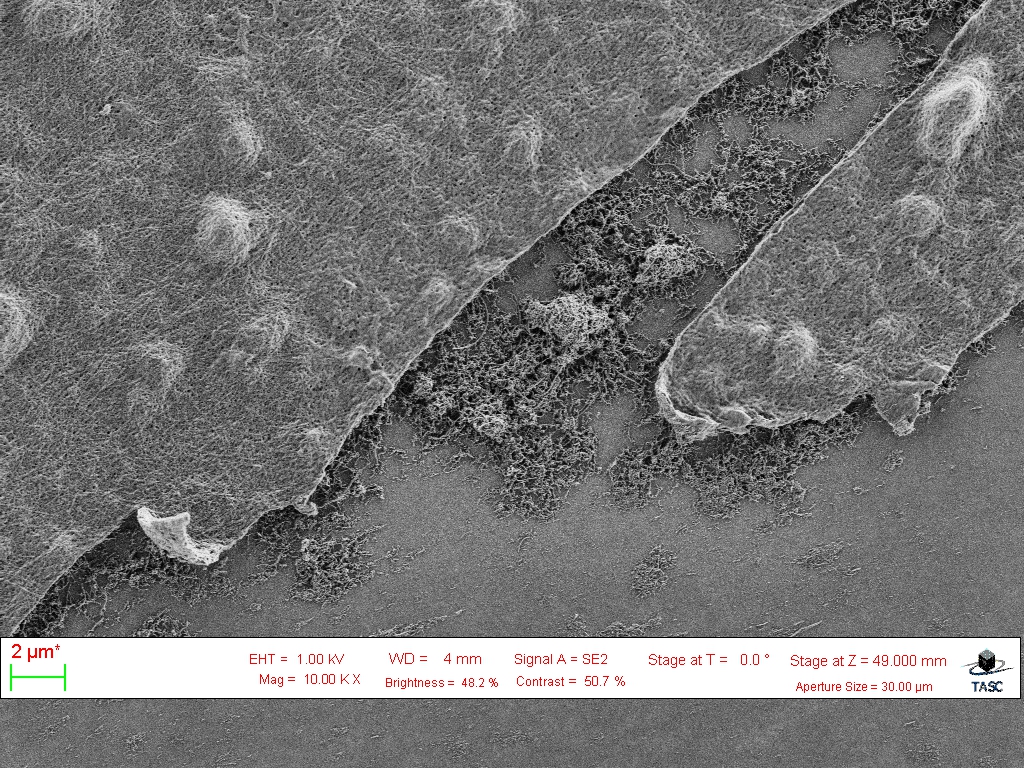 2 µm*
EHT = 1.00 kV WD = 4 mm Signal A = SE2 Stage at T = 0.0 ° Stage at Z = 49.000 mm
Mag = 10.00 K X Brightness = 48.2 % Contrast = 50.7 % Aperture Size = 30.00 µm
TASC